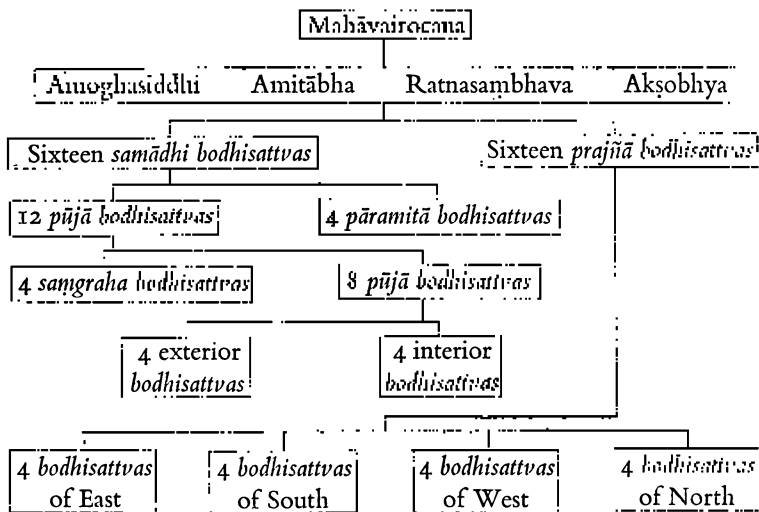 Mahāvairocana
Amoghasiddhi Amitābha Ratnasaṃbhava Akṣobhya
Sixteen samādhi bodhisattvas
Sixteen prajñā bodhisattvas
12 pūjā bodhisattvas
4 pāramitā bodhisattvas
4 saṃgraha bodhisattvas
8 pūjā bodhisattvas
4 exterior
bodhisattvas
4 interior
bodhisattvas
4 bodhisattvas
of East
4 bodhisattvas
of South
4 bodhisattvas
of West
4 bodhisattvas
of North